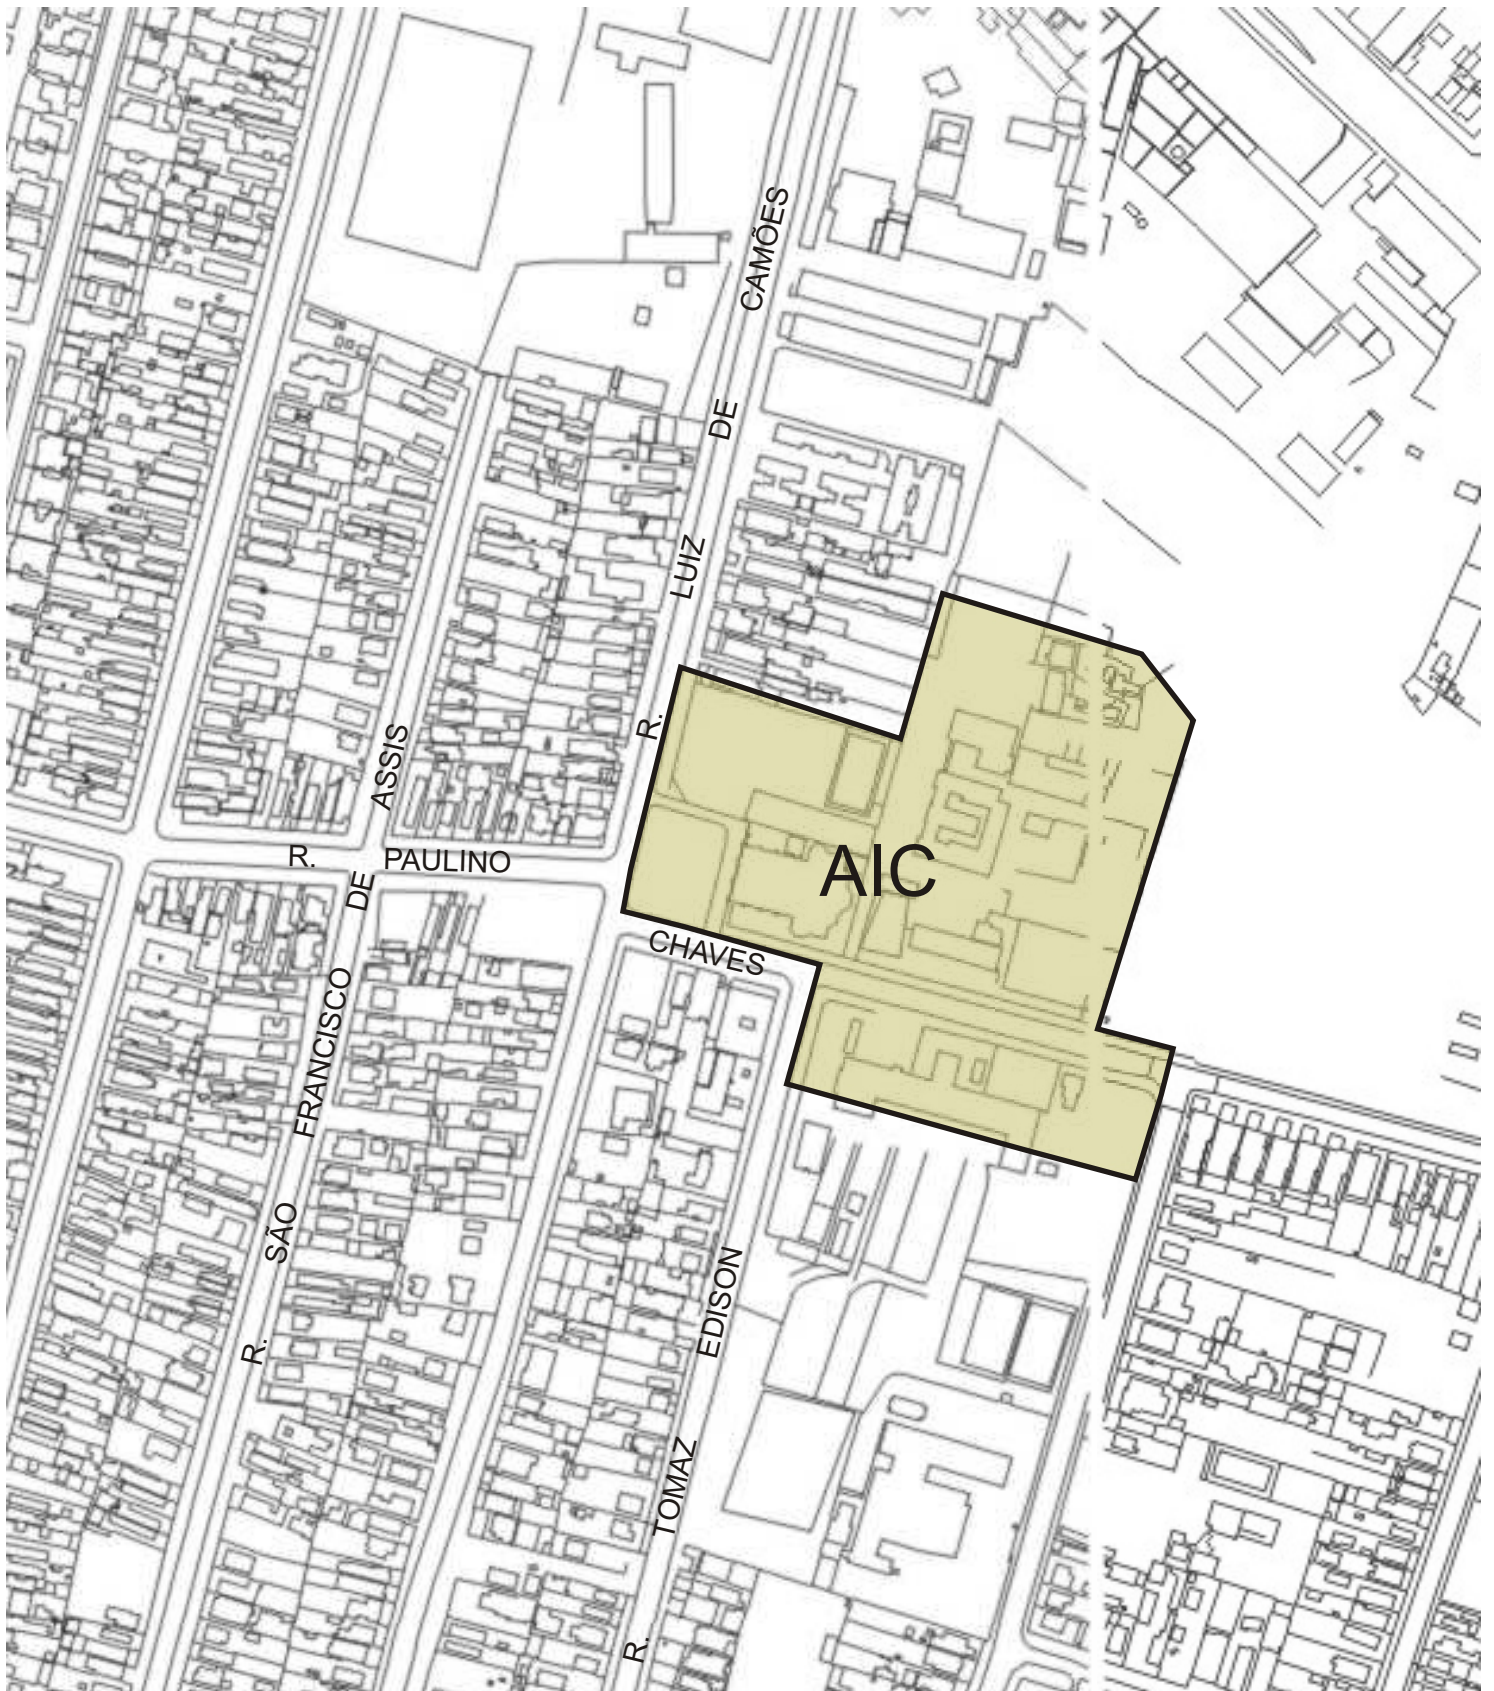 R. LUIZ DE CAMÕES
R. SÃO FRANCISCO DE ASSIS
R. PAULINO CHAVES
AIC
R. TOMAZ EDISON